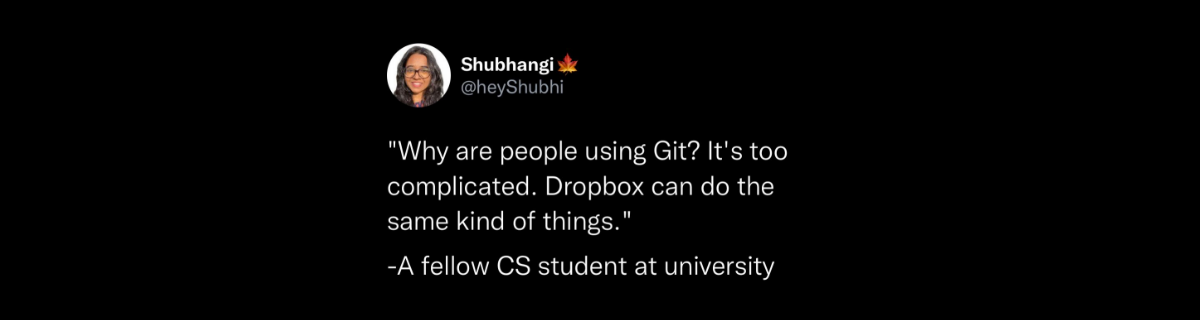 Shubhangi🍁
@heyShubhi
"Why are people using Git? It's too
complicated. Dropbox can do the
same kind of things."
-A fellow CS student at university